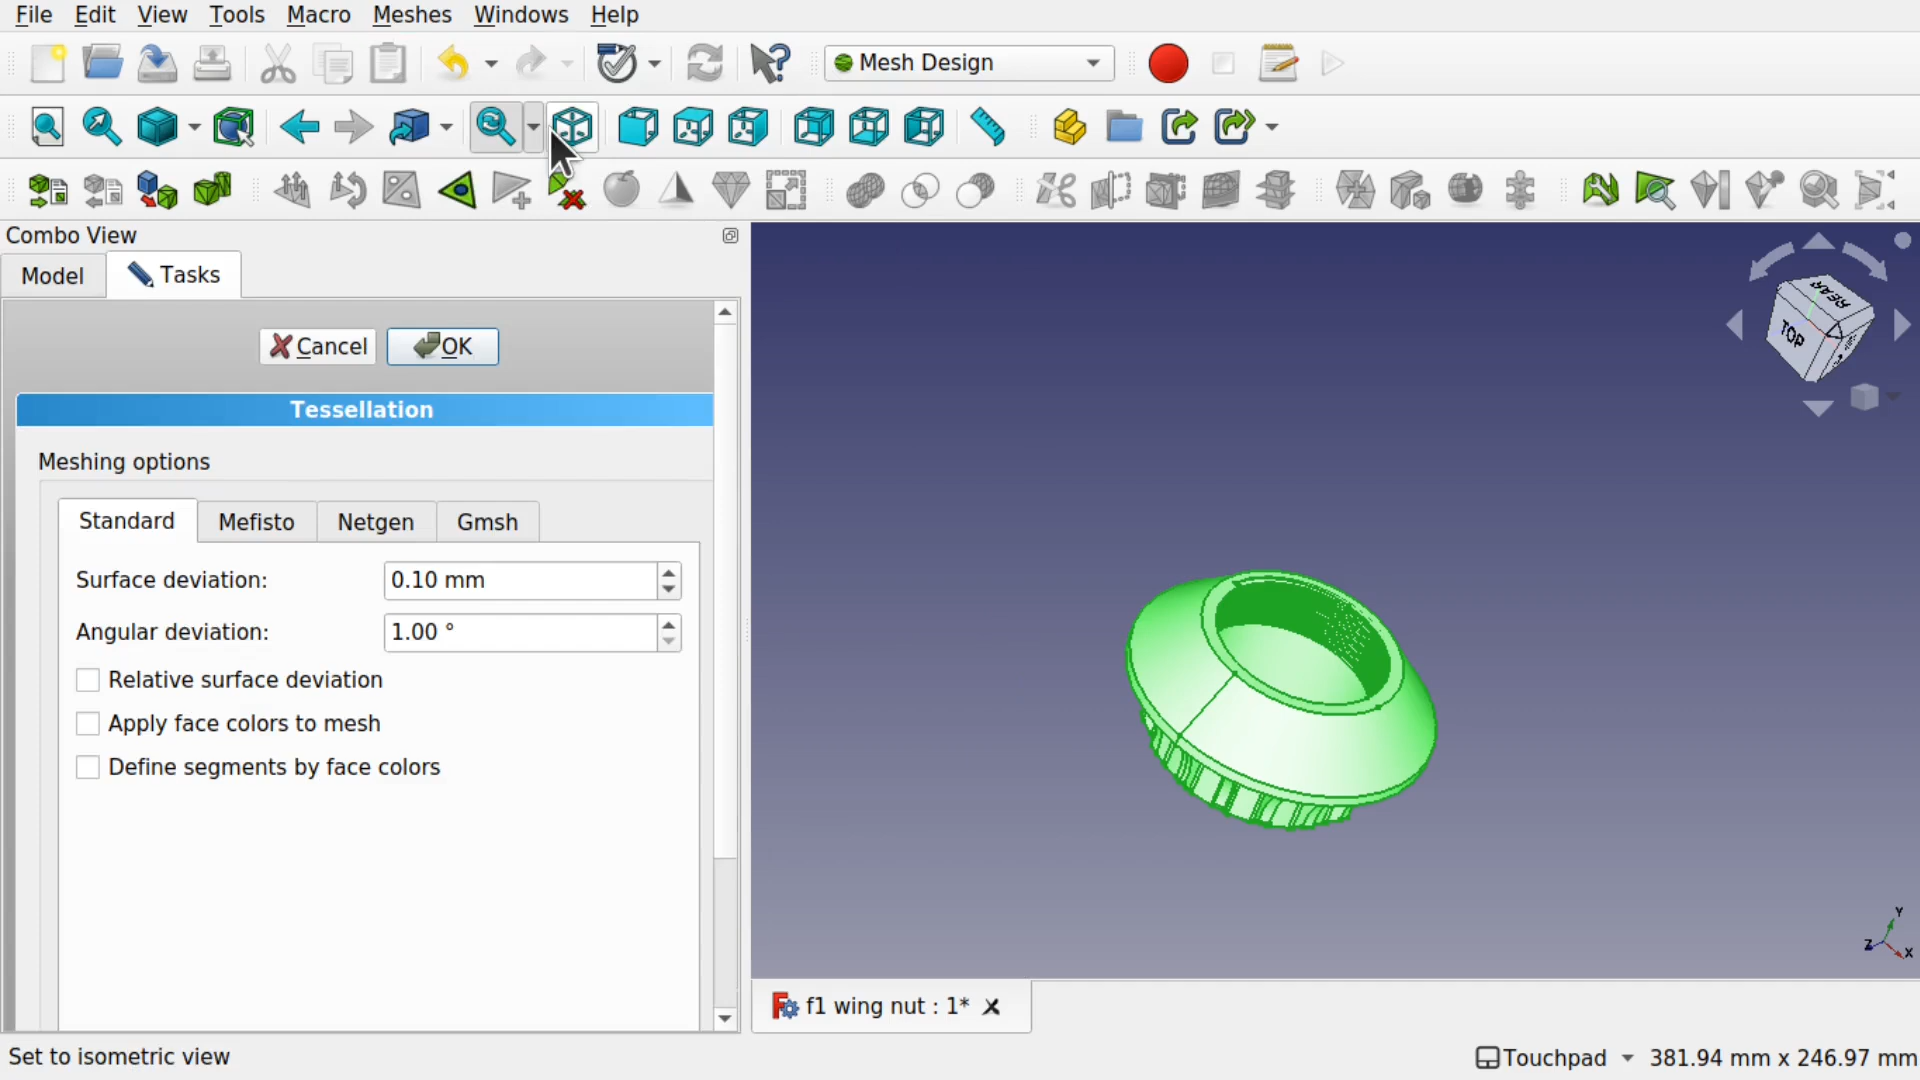 File Edit View Tools Macro Meshes Windows Help
Mesh Design
Combo View
Model Tasks
Cancel OK
Tessellation
Meshing options
Standard Mefisto Netgen Gmsh
Surface deviation: 0.10 mm
Angular deviation: 1.00 °
Relative surface deviation
Apply face colors to mesh
Define segments by face colors
REAR
TOP
Y
Z X
f1 wing nut : 1*
Set to isometric view
Touchpad 381.94 mm x 246.97 mm